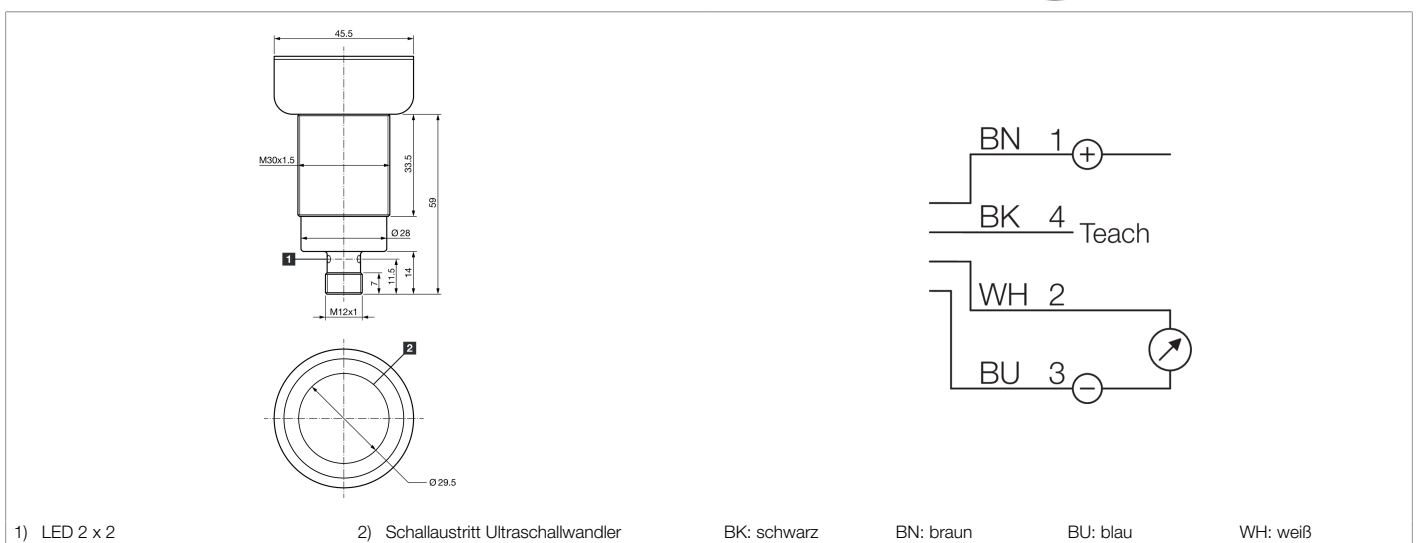 45.5
M30x1.5
33.5
59
Ø 28
1
7
11.5
14
M12x1
2
Ø 29.5
BN 1
BK 4 Teach
WH 2
BU 3
1) LED 2 x 2 2) Schallaustritt Ultraschallwandler BK: schwarz BN: braun BU: blau WH: weiß